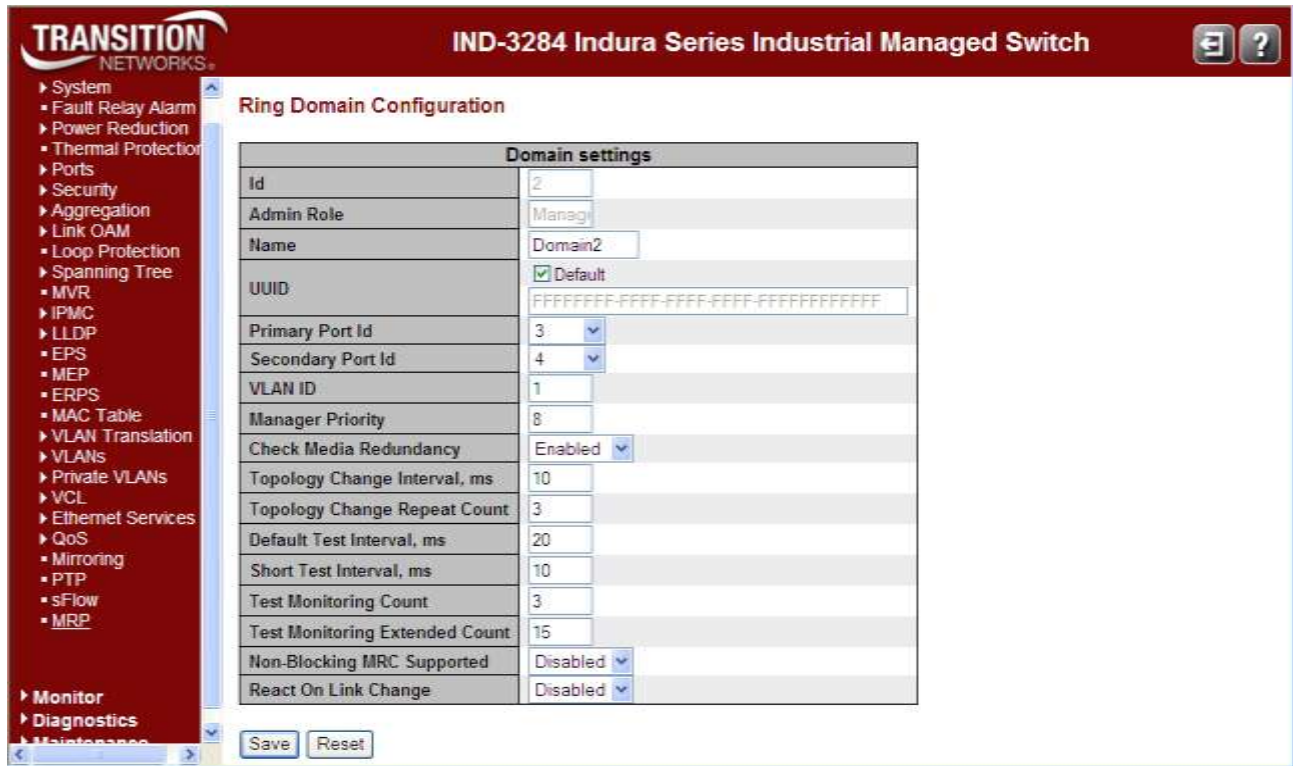 TRANSITION
NETWORKS®
IND-3284 Indura Series Industrial Managed Switch
?
System
Fault Relay Alarm
Power Reduction
Thermal Protection
Ports
Security
Aggregation
Link OAM
Loop Protection
Spanning Tree
MVR
IPMC
LLDP
EPS
MEP
ERPS
MAC Table
VLAN Translation
VLANs
Private VLANs
VCL
Ethernet Services
QoS
Mirroring
PTP
sFlow
MRP
Monitor
Diagnostics
Maintenance
Ring Domain Configuration
Domain settings
Id 2
Admin Role Manag
Name Domain2
UUID Default
FFFFFFFF-FFFF-FFFF-FFFF-FFFFFFFFFFFF
Primary Port Id 3
Secondary Port Id 4
VLAN ID 1
Manager Priority 8
Check Media Redundancy Enabled
Topology Change Interval, ms 10
Topology Change Repeat Count 3
Default Test Interval, ms 20
Short Test Interval, ms 10
Test Monitoring Count 3
Test Monitoring Extended Count 15
Non-Blocking MRC Supported Disabled
React On Link Change Disabled
Save Reset